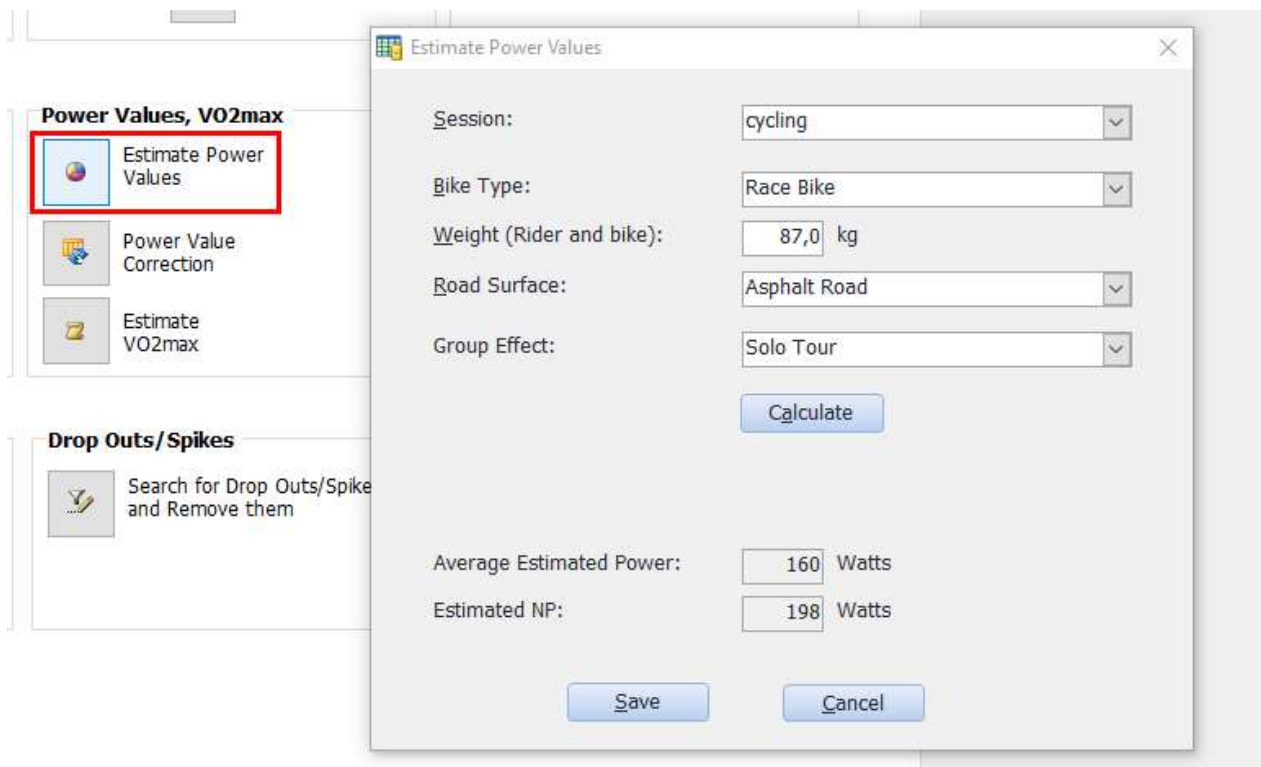 Estimate Power Values
Power Values, VO2max
Estimate Power
Values
Power Value
Correction
Estimate
VO2max
Drop Outs/Spikes
Search for Drop Outs/Spike
and Remove them
Session:
cycling
Bike Type:
Race Bike
Weight (Rider and bike):
87,0 kg
Road Surface:
Asphalt Road
Group Effect:
Solo Tour
Calculate
Average Estimated Power:
160 Watts
Estimated NP:
198 Watts
Save
Cancel